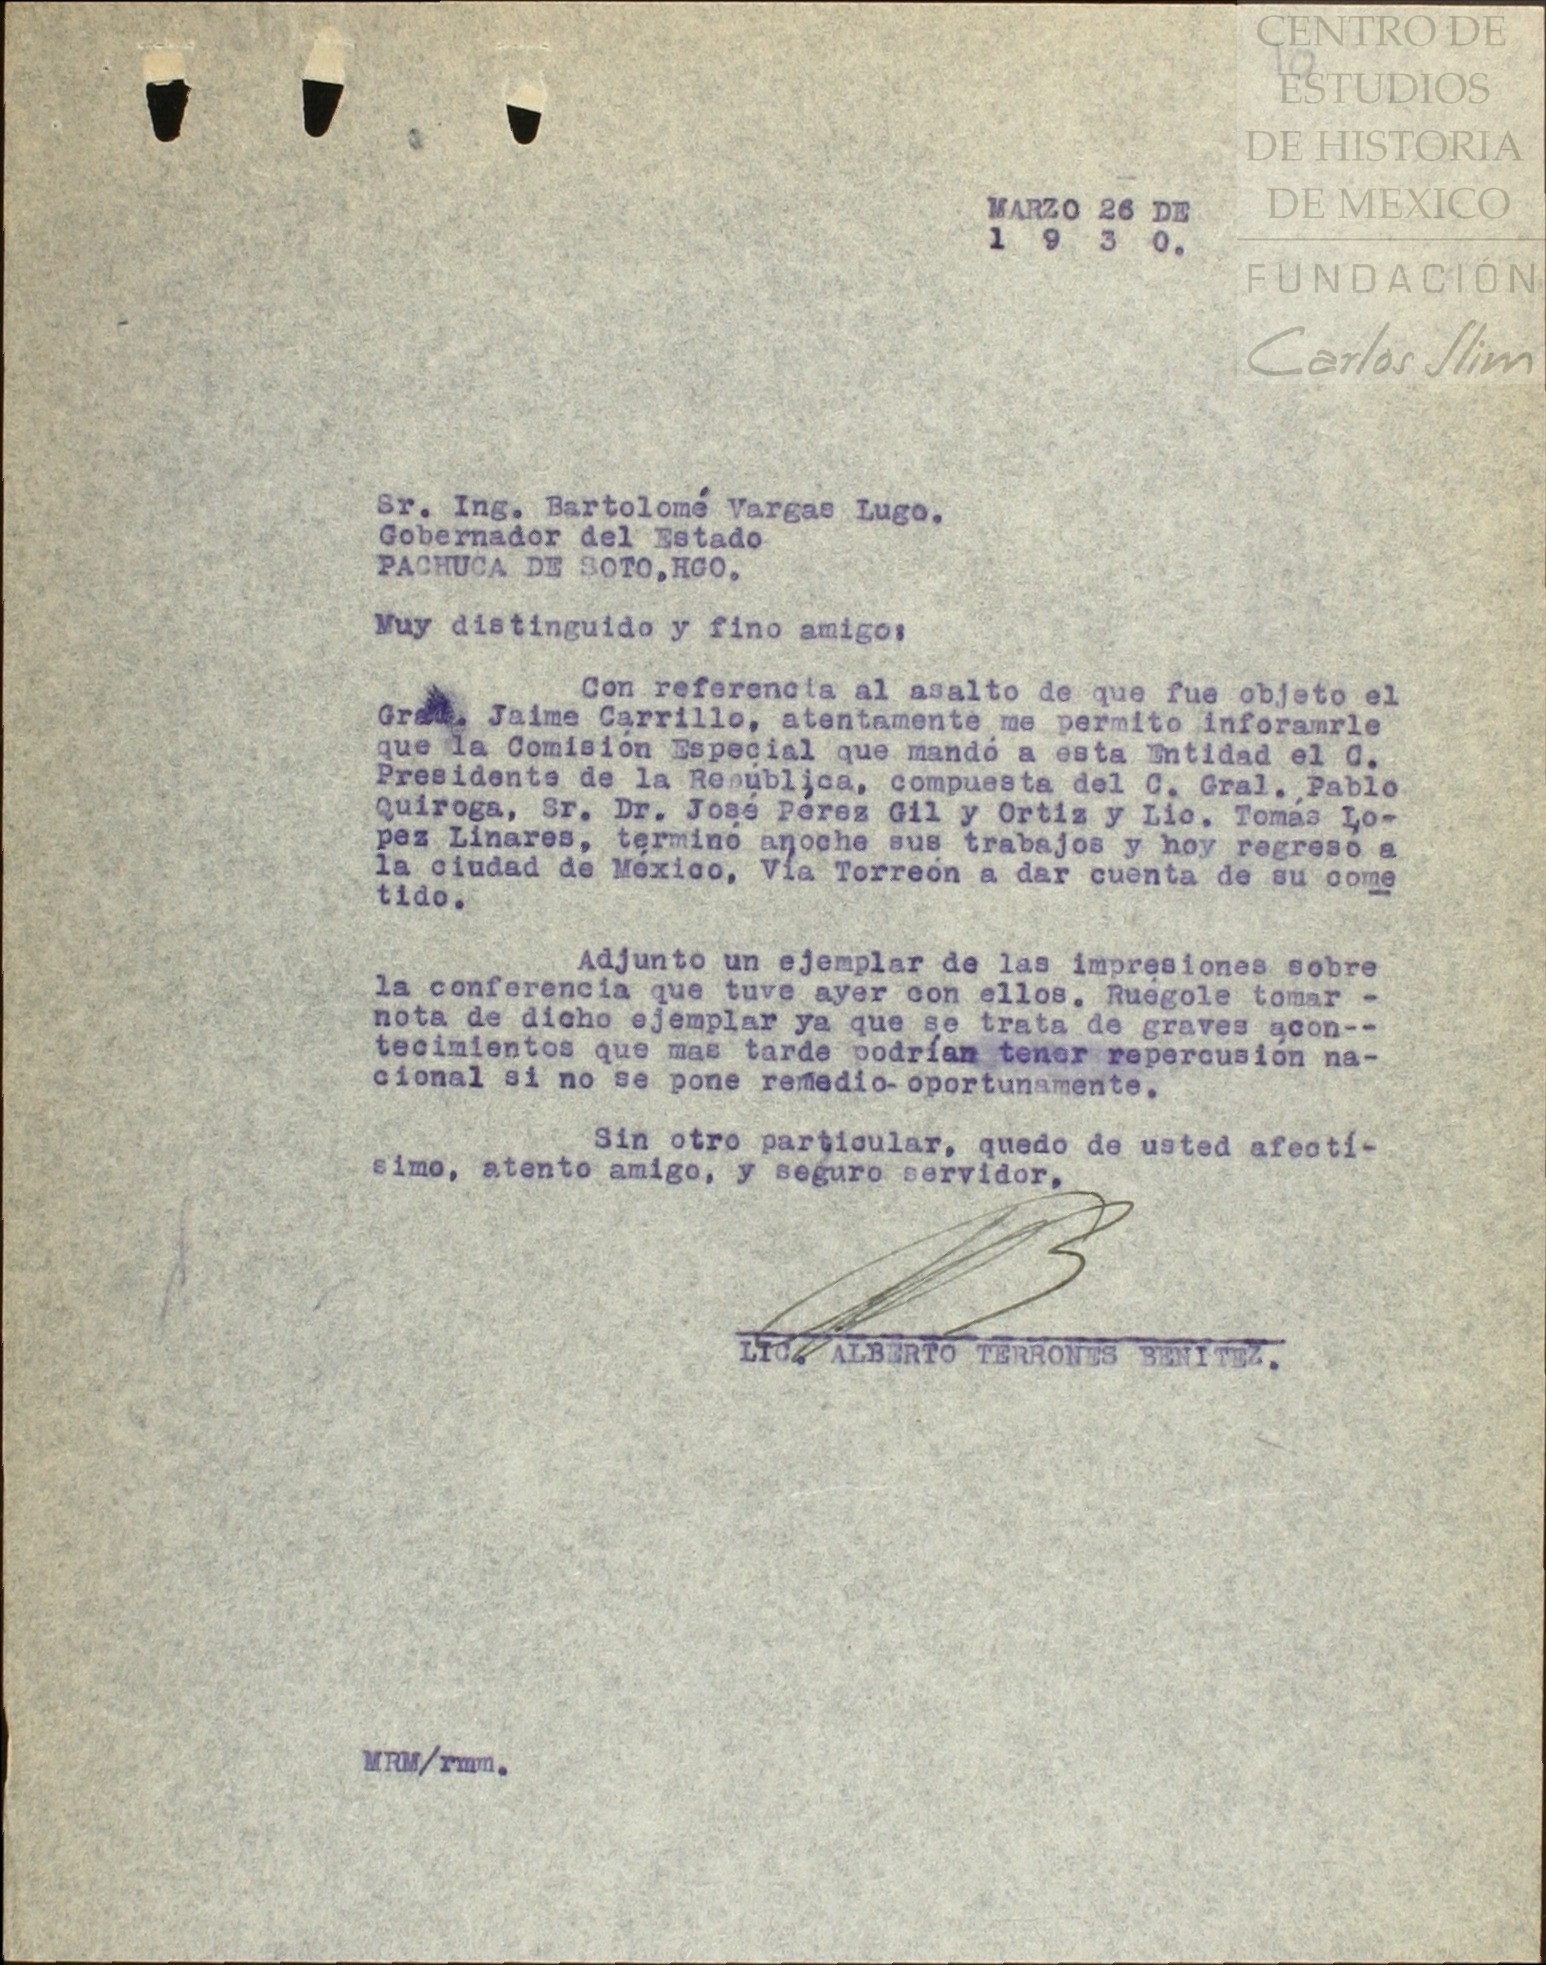 CENTRO DE
ESTUDIOS
DE HISTORIA
DE MEXICO
FUNDACIÓN
Carlos Slim
10
MARZO 26 DE
1 9 3 0.
Sr. Ing. Bartolomé Vargas Lugo.
Gobernador del Estado
PACHUCA DE SOTO,HGO.
Muy distinguido y fino amigo:
Con referencia al asalto de que fue objeto el
Gral. Jaime Carrillo, atentamente me permito inforamrle
que la Comisión Especial que mandó a esta Entidad el C.
Presidente de la República, compuesta del C. Gral. Pablo
Quiroga, Sr. Dr. José Pérez Gil y Ortiz y Lic. Tomás Lo-
pez Linares, terminó anoche sus trabajos y hoy regresó a
la ciudad de México, Vía Torreón a dar cuenta de su come
tido.
Adjunto un ejemplar de las impresiones sobre
la conferencia que tuve ayer con ellos. Ruégole tomar -
nota de dicho ejemplar ya que se trata de graves acon--
tecimientos que mas tarde podrían tener repercusión na-
cional si no se pone remedio-oportunamente.
Sin otro particular, quedo de usted afectí-
simo, atento amigo, y seguro servidor,
LIC. ALBERTO TERRONES BENITEZ.
MRM/rmm.